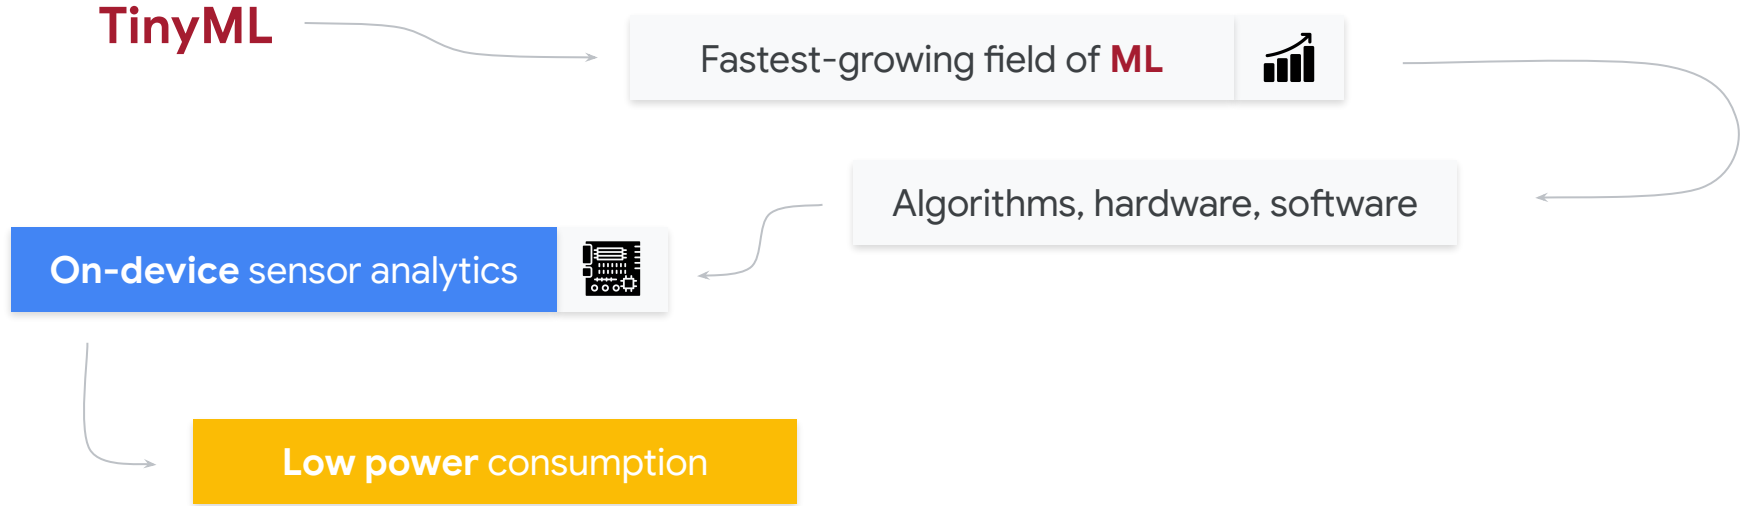 TinyML
Fastest-growing field of ML
Algorithms, hardware, software
On-device sensor analytics
Low power consumption